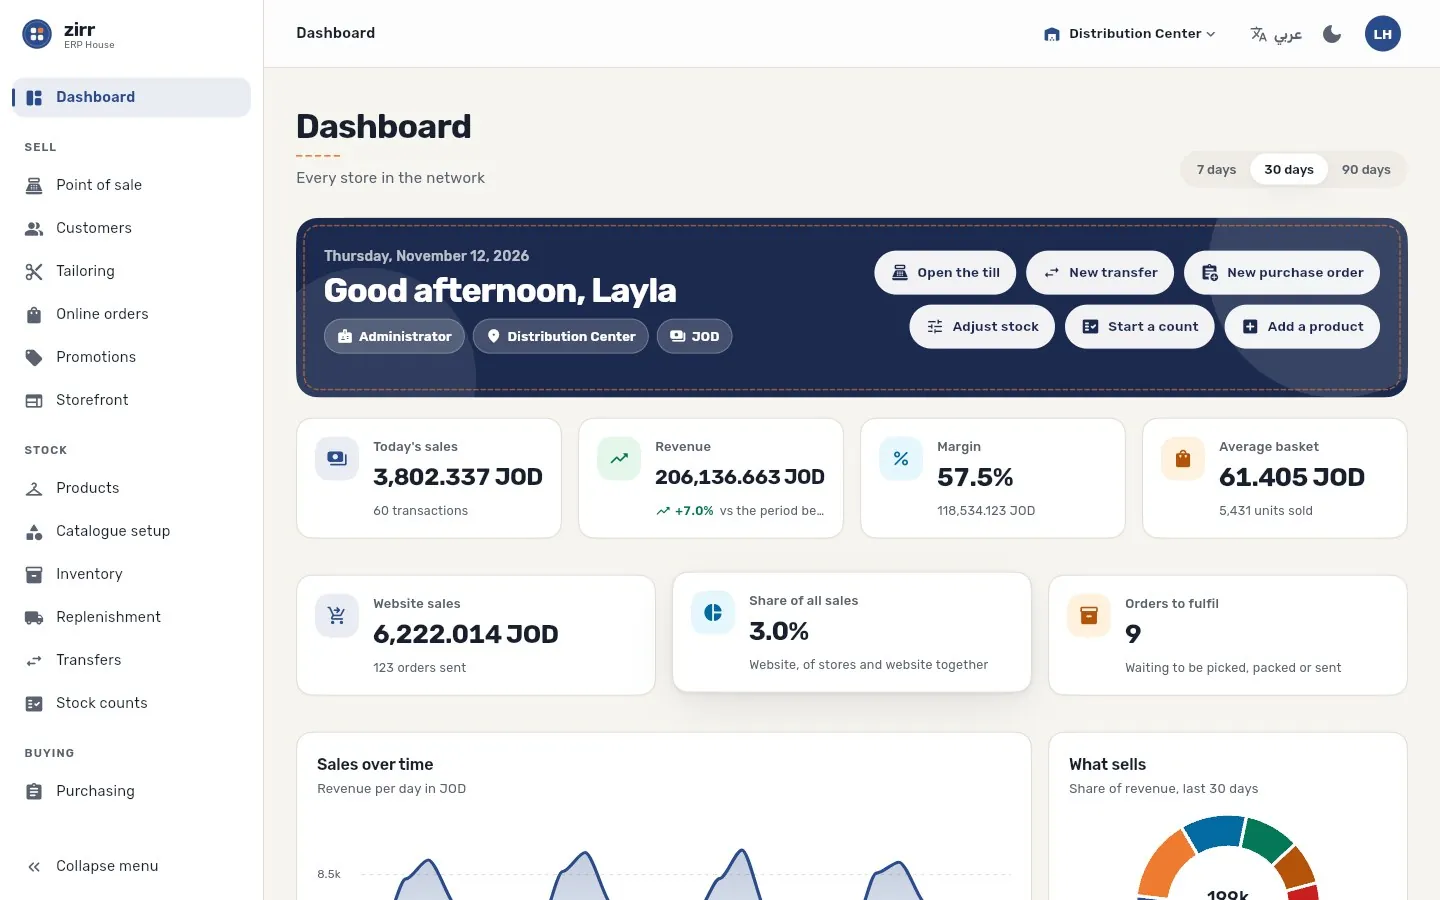 zirr
ERP House
Dashboard
SELL
Point of sale
Customers
Tailoring
Online orders
Promotions
Storefront
STOCK
Products
Catalogue setup
Inventory
Replenishment
Transfers
Stock counts
BUYING
Purchasing
Collapse menu
Dashboard
Distribution Center
عربي
LH
Dashboard
Every store in the network
7 days
30 days
90 days
Thursday, November 12, 2026
Good afternoon, Layla
Administrator
Distribution Center
JOD
Open the till
New transfer
New purchase order
Adjust stock
Start a count
Add a product
Today's sales
3,802.337 JOD
60 transactions
Revenue
206,136.663 JOD
+7.0% vs the period be...
Margin
57.5%
118,534.123 JOD
Average basket
61.405 JOD
5,431 units sold
Website sales
6,222.014 JOD
123 orders sent
Share of all sales
3.0%
Website, of stores and website together
Orders to fulfil
9
Waiting to be picked, packed or sent
Sales over time
Revenue per day in JOD
8.5k
What sells
Share of revenue, last 30 days
199k